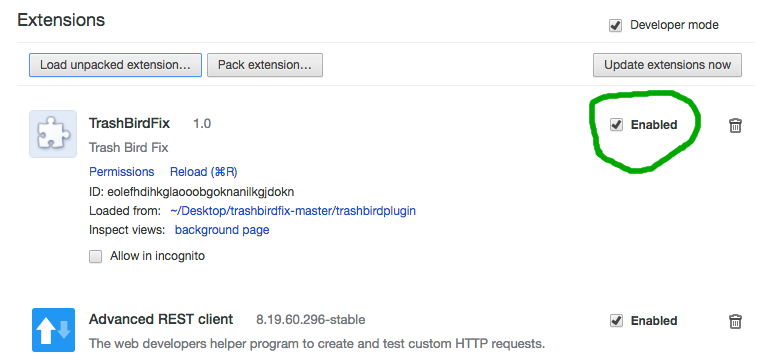 Extensions
Developer mode
Load unpacked extension... Pack extension... Update extensions now
TrashBirdFix 1.0 Enabled
Trash Bird Fix
Permissions Reload (⌘R)
ID: eolefhdihkglaooobgoknanilkgjdokn
Loaded from: ~/Desktop/trashbirdfix-master/trashbirdplugin
Inspect views: background page
Allow in incognito
Advanced REST client 8.19.60.296-stable Enabled
The web developers helper program to create and test custom HTTP requests.